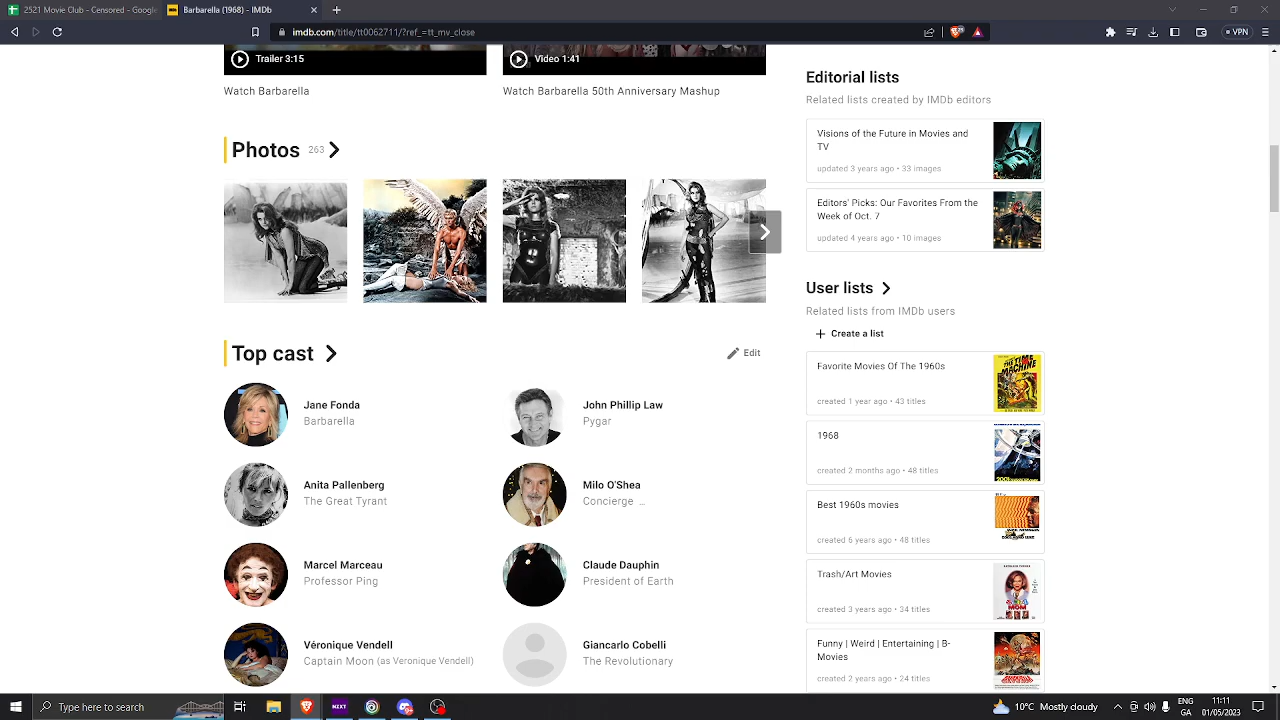 2521 Movie Club - Censored - Google S
Barbarella (1968) - IMDb
imdb.com/title/tt0062711/?ref_=tt_mv_close
VPN
Trailer 3:15
Video 1:41
Watch Barbarella
Watch Barbarella 50th Anniversary Mashup
Photos 263
Top cast
Edit
Jane Fonda
Barbarella
John Phillip Law
Pygar
Anita Pallenberg
The Great Tyrant
Milo O'Shea
Concierge ...
Marcel Marceau
Professor Ping
Claude Dauphin
President of Earth
Véronique Vendell
Captain Moon (as Veronique Vendell)
Giancarlo Cobelli
The Revolutionary
Editorial lists
Related lists created by IMDb editors
Visions of the Future in Movies and
TV
updated 3 years ago • 33 images
Editors' Picks: Our Favorites From the
Week of Oct. 7
updated 4 years ago • 10 images
User lists
Related lists from IMDb users
Create a list
Favorite Movies Of The 1960s
created 1 year ago • 43 titles
THE TIME
MACHINE
1968
created 2 months ago • 48 titles
Best 1960s movies
created 6 years ago • 48 titles
Trash/Art Movies
created 3 years ago • 34 titles
MOM
Funny | Weird | Entertaining | B-
Movies
created 2 years ago • 24 titles
Type here to search
NEXT
10°C Mostly cloudy
ENG
GA
11:11
01/05/2023